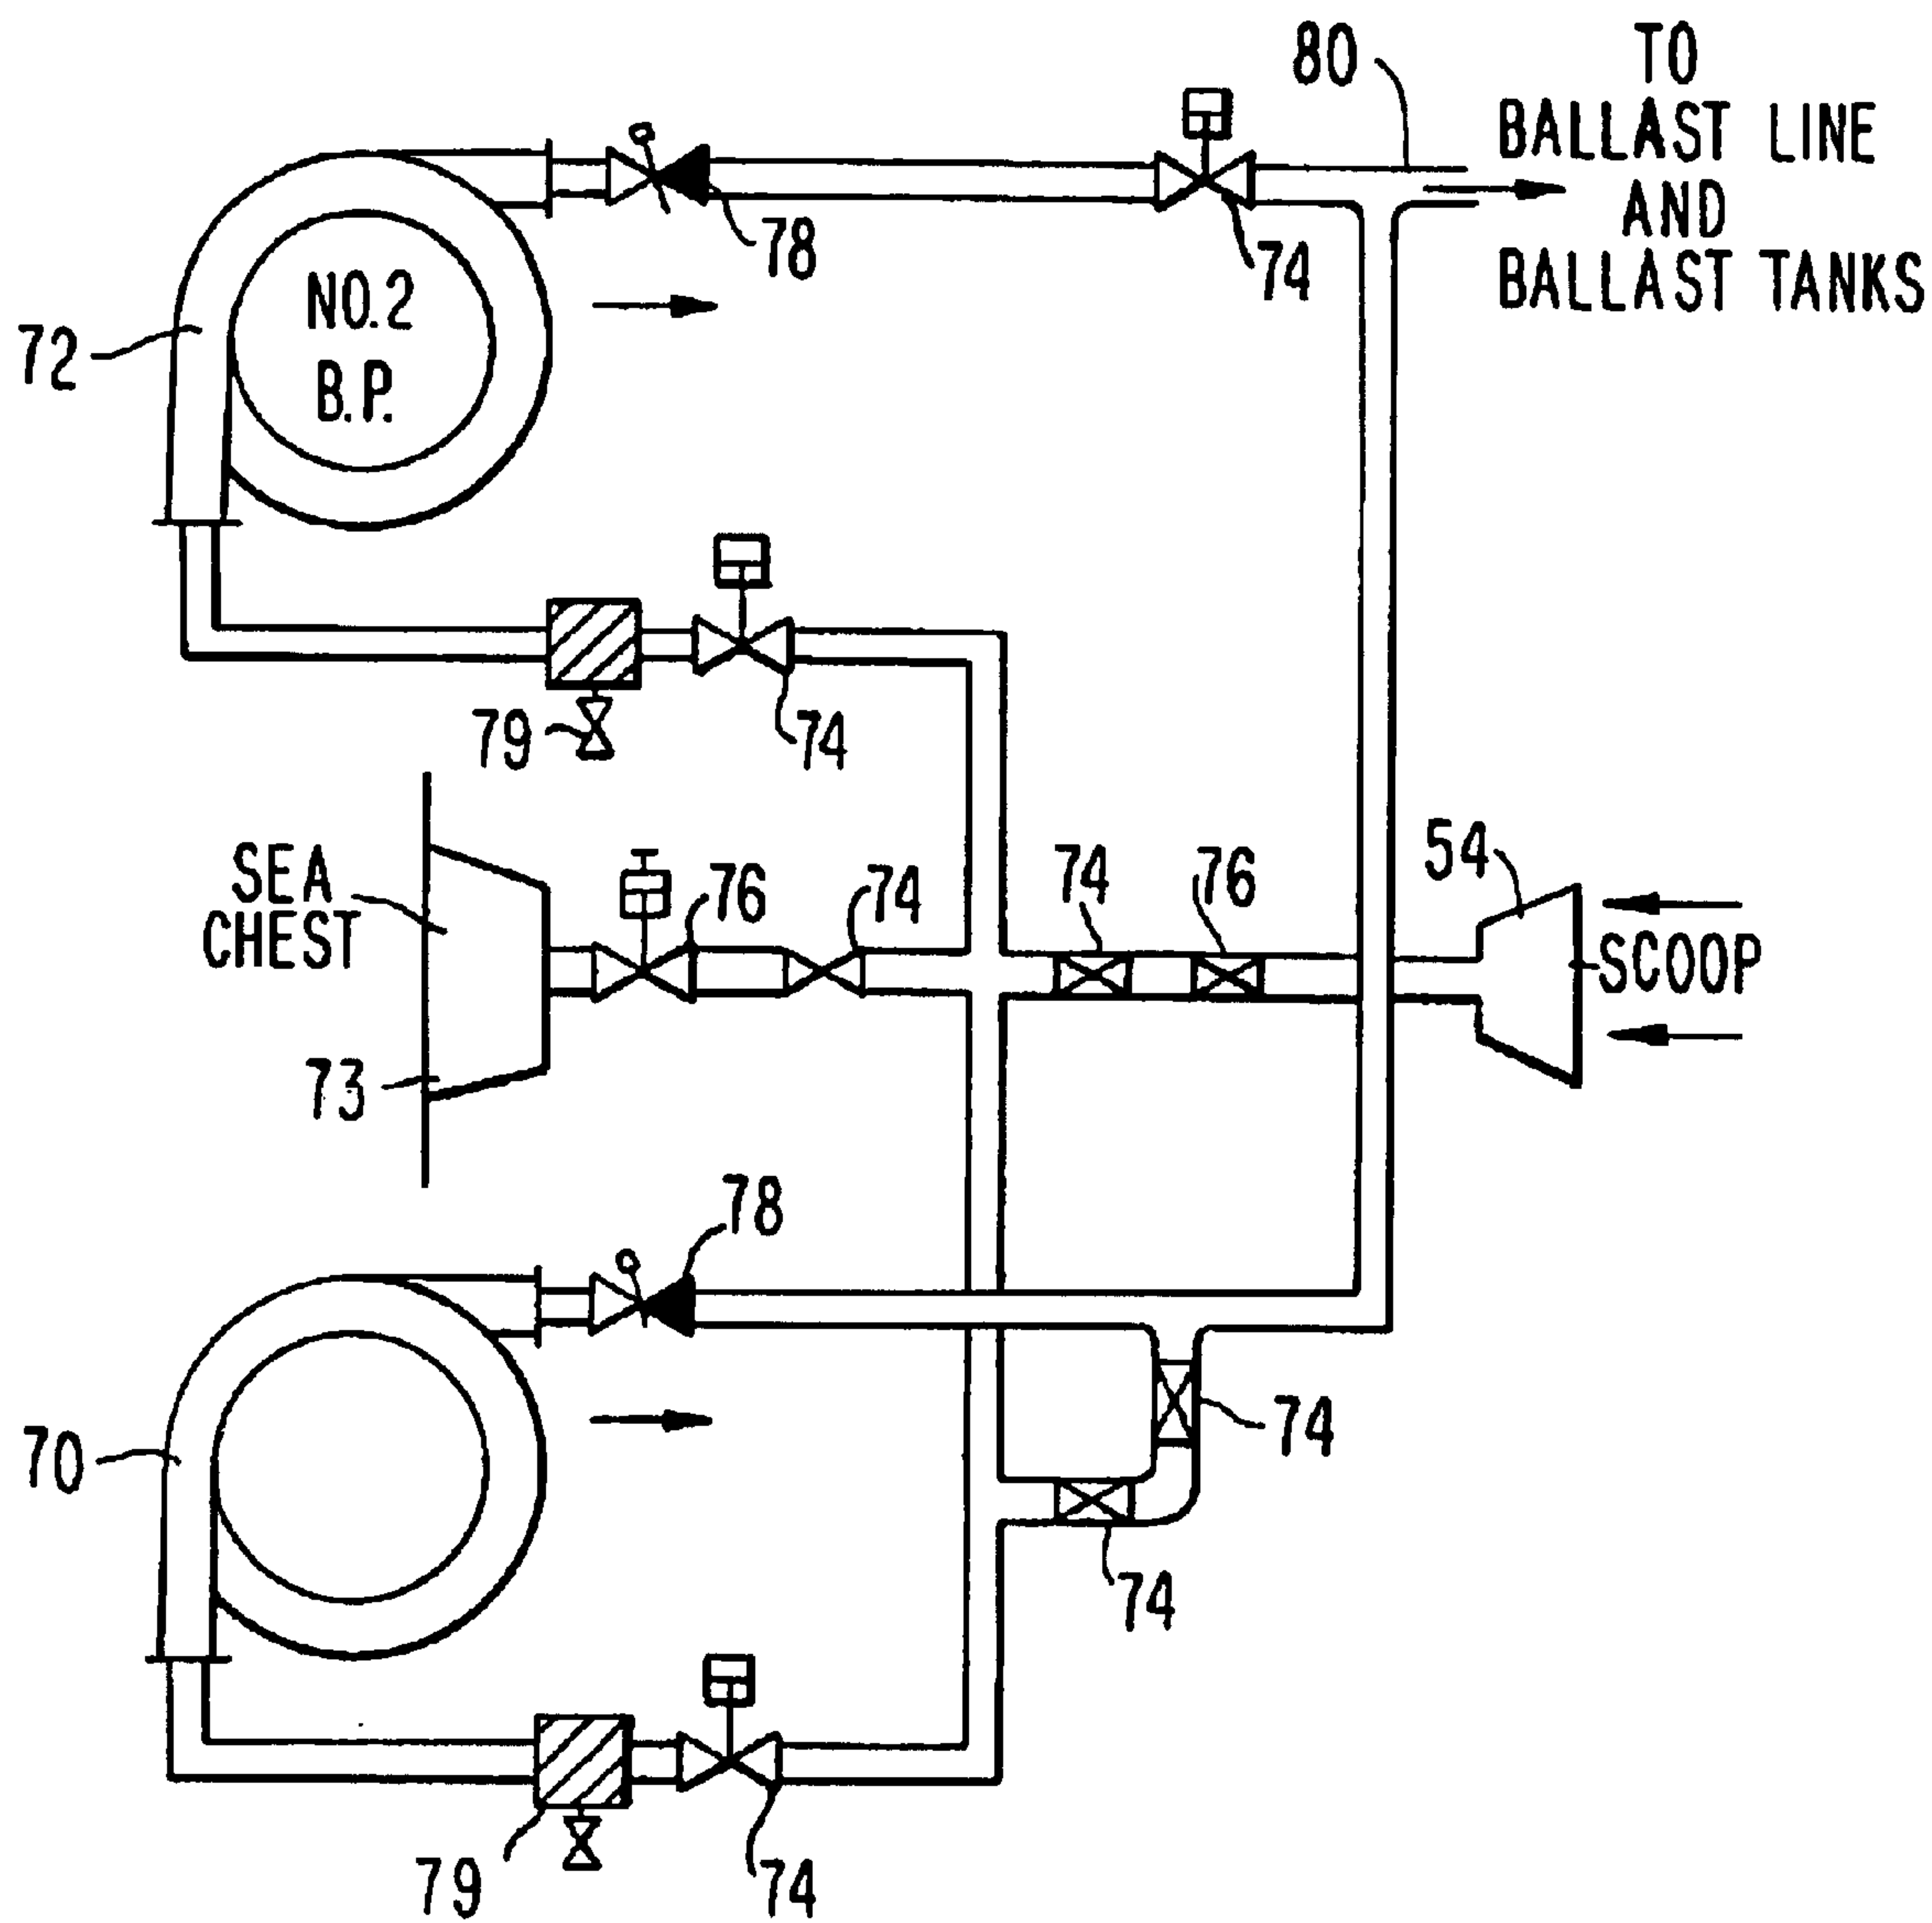 80
TO
BALLAST LINE
AND
BALLAST TANKS
78
74
NO.2
B.P.
72
79
74
54
SEA
CHEST
76
74
74
76
SCOOP
73
78
74
70
74
79
74